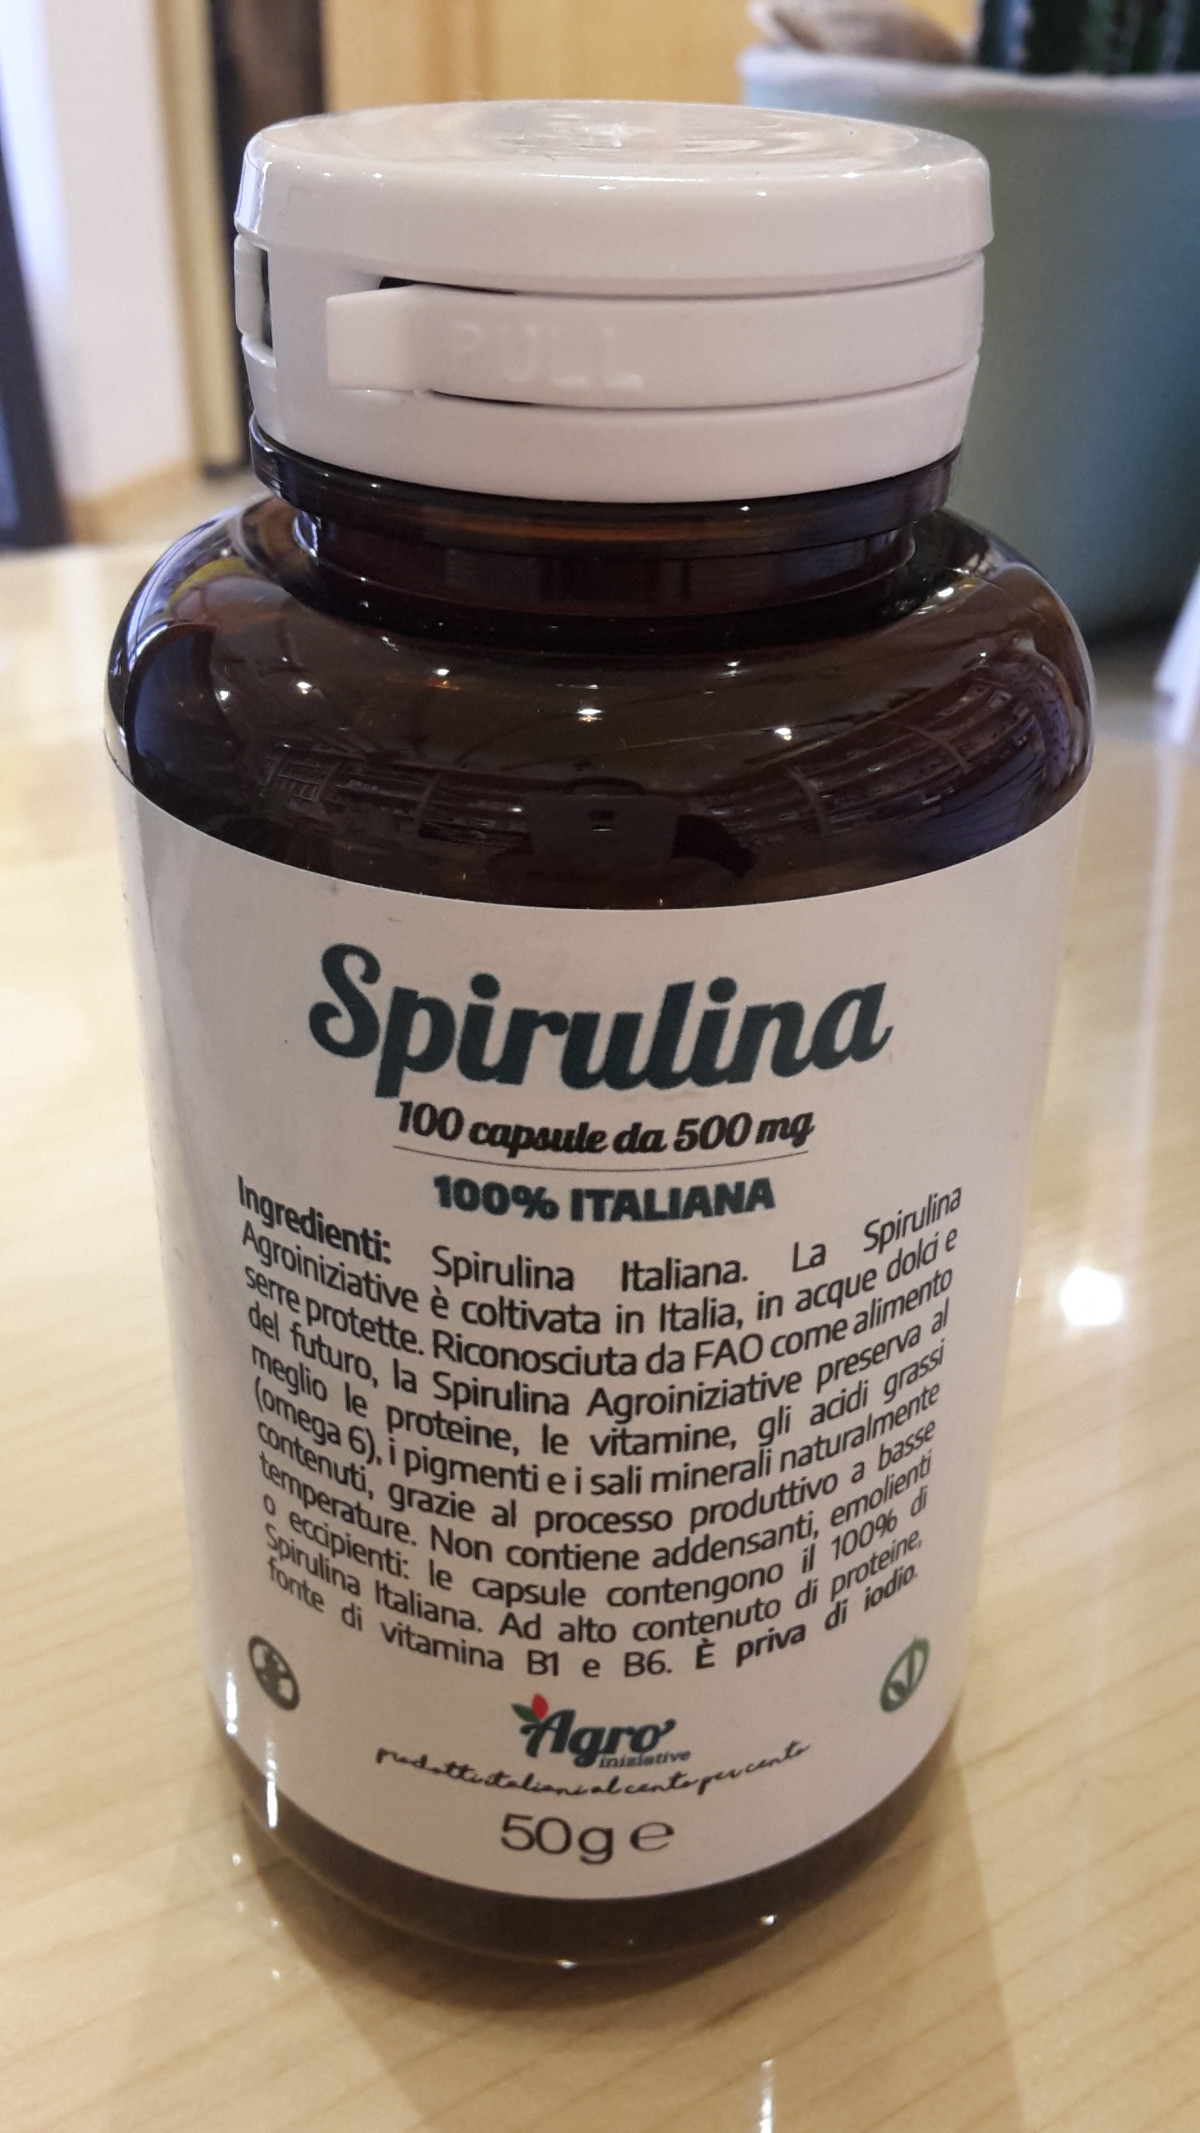 PULL
Spirulina
100 capsule da 500 mg
100% ITALIANA
Ingredienti: Spirulina Italiana. La Spirulina
Agroiniziative è coltivata in Italia, in acque dolci e
serre protette. Riconosciuta da FAO come alimento
del futuro, la Spirulina Agroiniziative preserva al
meglio le proteine, le vitamine, gli acidi grassi
(omega 6), i pigmenti e i sali minerali naturalmente
contenuti, grazie al processo produttivo a basse
temperature. Non contiene addensanti, emolienti
o eccipienti: le capsule contengono il 100% di
Spirulina Italiana. Ad alto contenuto di proteine,
fonte di vitamina B1 e B6. È priva di iodio.
Agro
iniziative
prodotti italiani al cento per cento
50g ℮